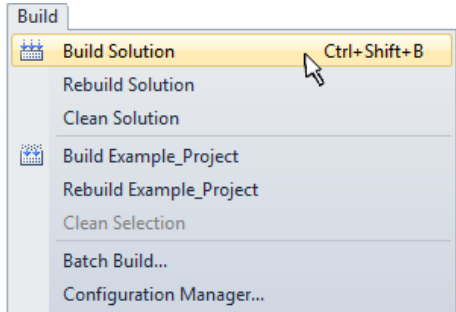 Build
Build Solution Ctrl+Shift+B
Rebuild Solution
Clean Solution
Build Example_Project
Rebuild Example_Project
Clean Selection
Batch Build...
Configuration Manager...